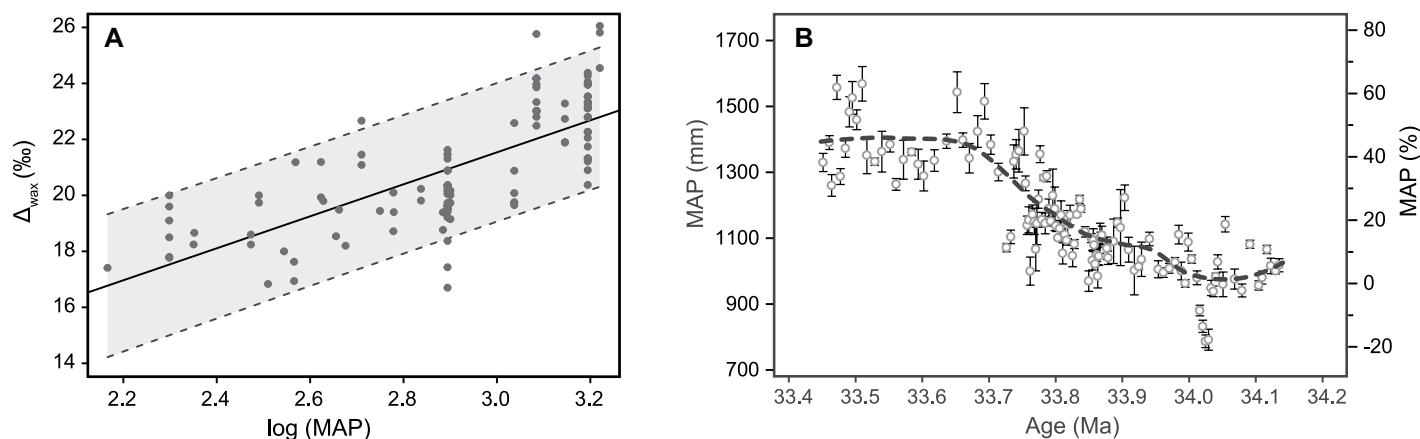 A
26
24
22
20
18
16
14
Δwax (‰)
2.2 2.4 2.6 2.8 3.0 3.2
log (MAP)
B
1700
1500
1300
1100
900
700
MAP (mm)
80
60
40
20
0
-20
MAP (%)
33.4 33.5 33.6 33.7 33.8 33.9 34.0 34.1 34.2
Age (Ma)